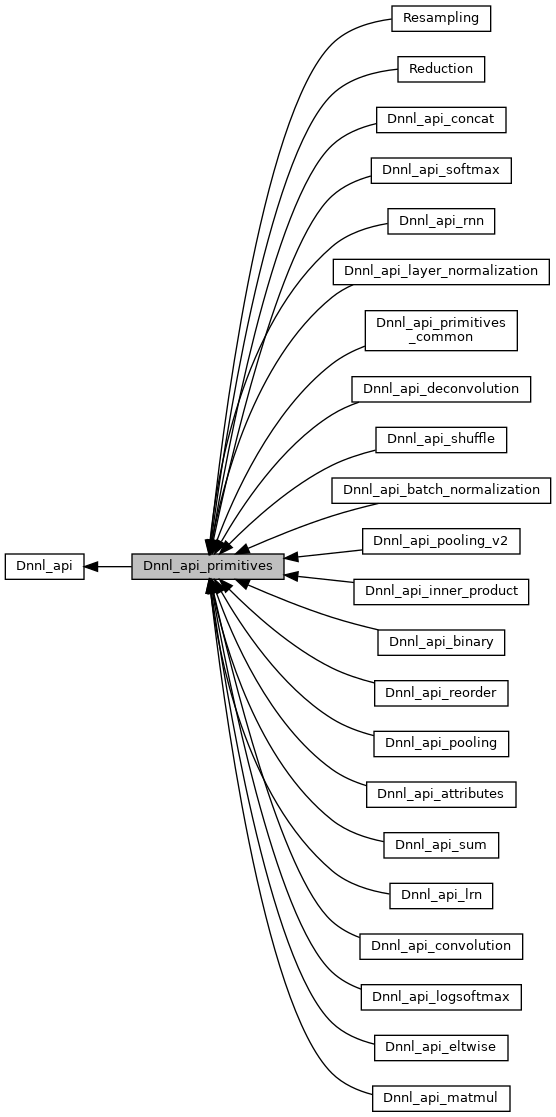 Resampling
Reduction
Dnnl_api_concat
Dnnl_api_softmax
Dnnl_api_rnn
Dnnl_api_layer_normalization
Dnnl_api_primitives
_common
Dnnl_api_deconvolution
Dnnl_api_shuffle
Dnnl_api_batch_normalization
Dnnl_api_pooling_v2
Dnnl_api
Dnnl_api_primitives
Dnnl_api_inner_product
Dnnl_api_binary
Dnnl_api_reorder
Dnnl_api_pooling
Dnnl_api_attributes
Dnnl_api_sum
Dnnl_api_lrn
Dnnl_api_convolution
Dnnl_api_logsoftmax
Dnnl_api_eltwise
Dnnl_api_matmul